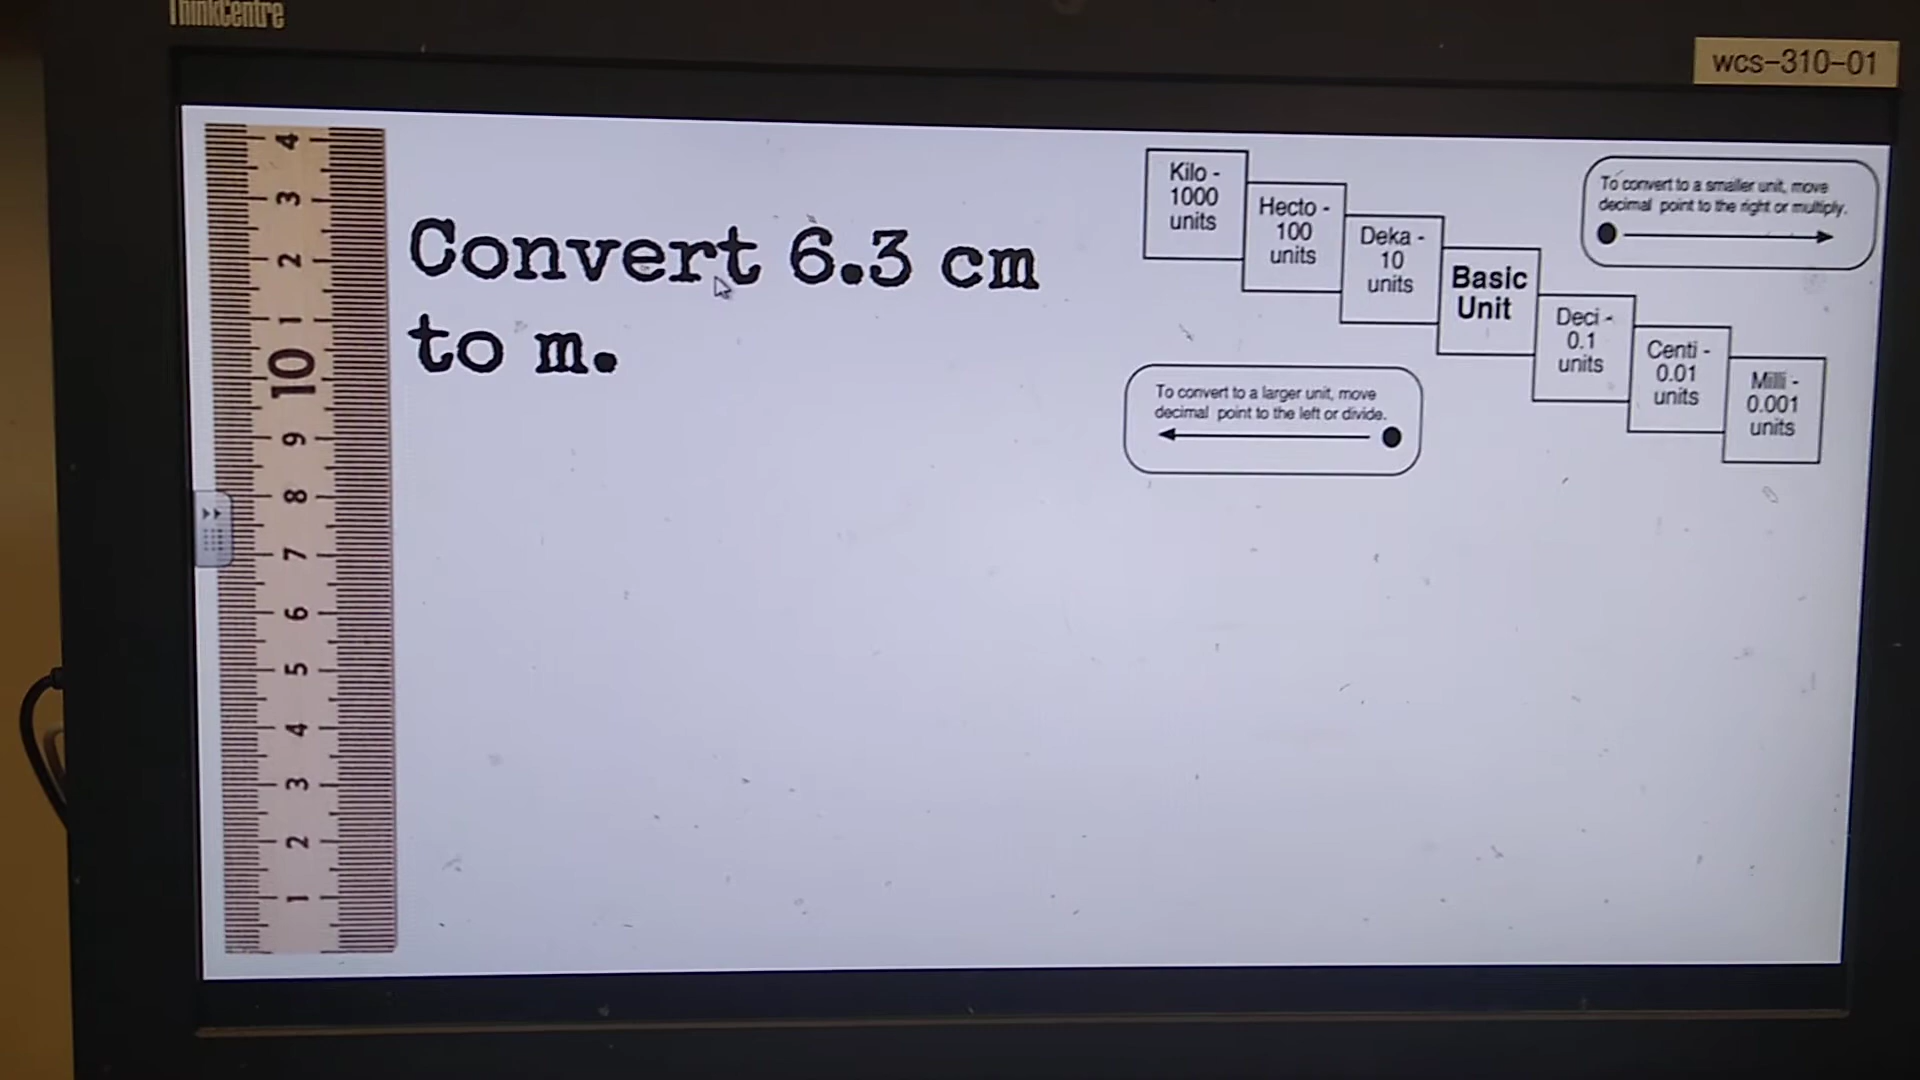 ThinkCentre
wcs-310-01
Convert 6.3 cm
to m.
Kilo -
1000
units
Hecto -
100
units
Deka -
10
units
Basic
Unit
Deci -
0.1
units
Centi -
0.01
units
Milli -
0.001
units
To convert to a smaller unit, move
decimal point to the right or multiply.
To convert to a larger unit, move
decimal point to the left or divide.
4
3
2
1
10
9
8
7
6
5
4
3
2
1